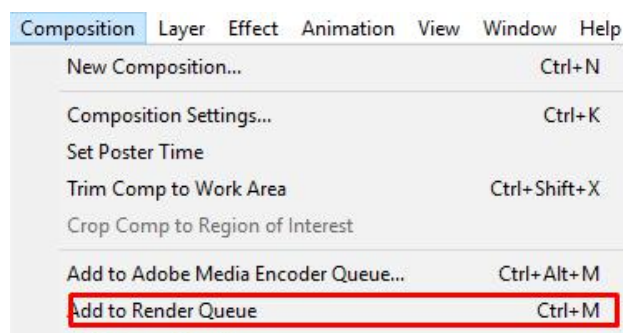 Composition Layer Effect Animation View Window Help
New Composition... Ctrl+N
Composition Settings... Ctrl+K
Set Poster Time
Trim Comp to Work Area Ctrl+Shift+X
Crop Comp to Region of Interest
Add to Adobe Media Encoder Queue... Ctrl+Alt+M
Add to Render Queue Ctrl+M